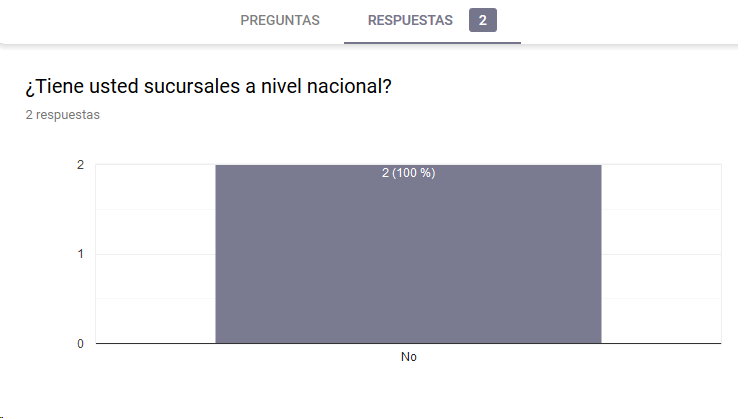 PREGUNTAS
RESPUESTAS 2
¿Tiene usted sucursales a nivel nacional?
2 respuestas
2
2 (100 %)
1
0
No